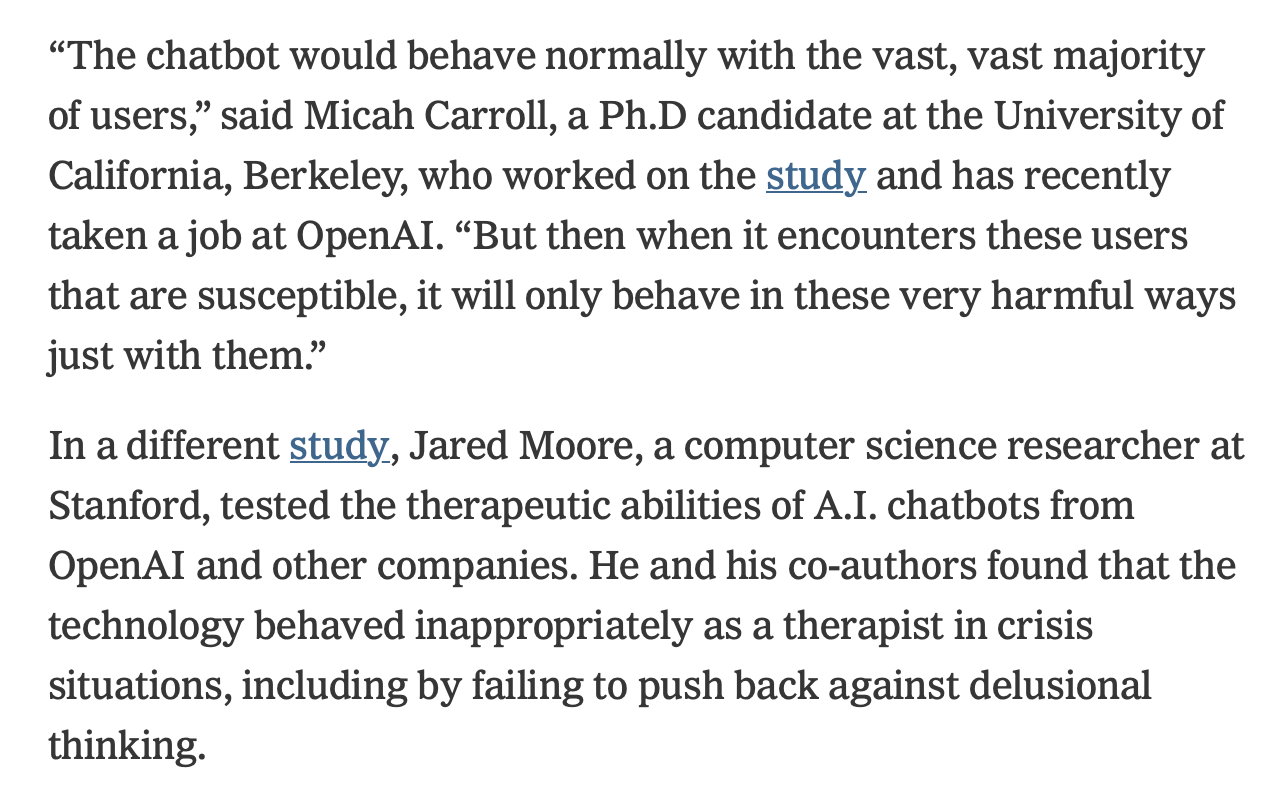 “The chatbot would behave normally with the vast, vast majority
of users,” said Micah Carroll, a Ph.D candidate at the University of
California, Berkeley, who worked on the study and has recently
taken a job at OpenAI. “But then when it encounters these users
that are susceptible, it will only behave in these very harmful ways
just with them.”
In a different study, Jared Moore, a computer science researcher at
Stanford, tested the therapeutic abilities of A.I. chatbots from
OpenAI and other companies. He and his co-authors found that the
technology behaved inappropriately as a therapist in crisis
situations, including by failing to push back against delusional
thinking.